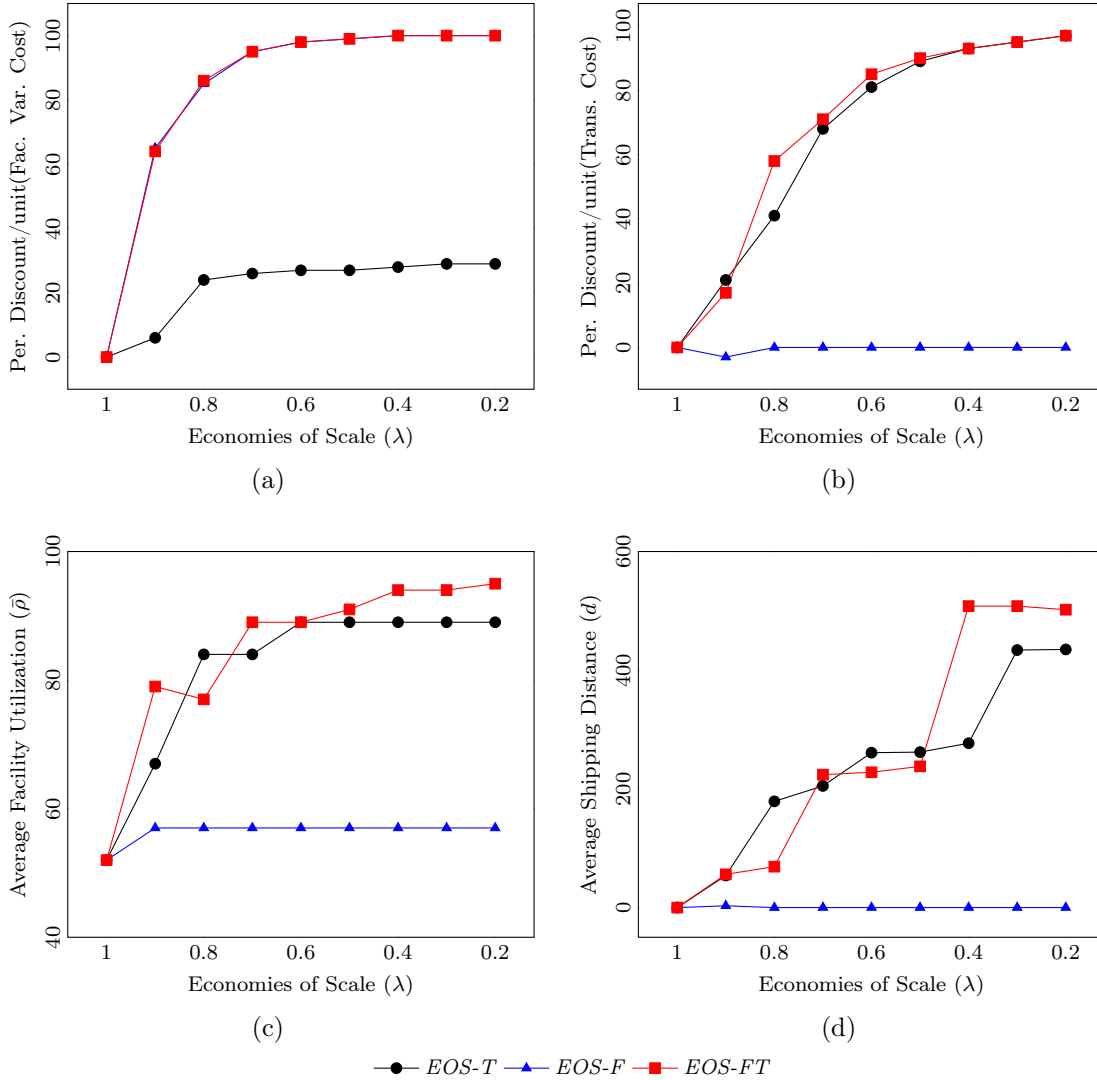 Per. Discount/unit(Fac. Var. Cost)
100
80
60
40
20
0
1 0.8 0.6 0.4 0.2
Economies of Scale (λ)
(a)
Per. Discount/unit(Trans. Cost)
100
80
60
40
20
0
1 0.8 0.6 0.4 0.2
Economies of Scale (λ)
(b)
Average Facility Utilization (ρ̄)
100
80
60
40
1 0.8 0.6 0.4 0.2
Economies of Scale (λ)
(c)
Average Shipping Distance (d)
600
400
200
0
1 0.8 0.6 0.4 0.2
Economies of Scale (λ)
(d)
EOS-T EOS-F EOS-FT